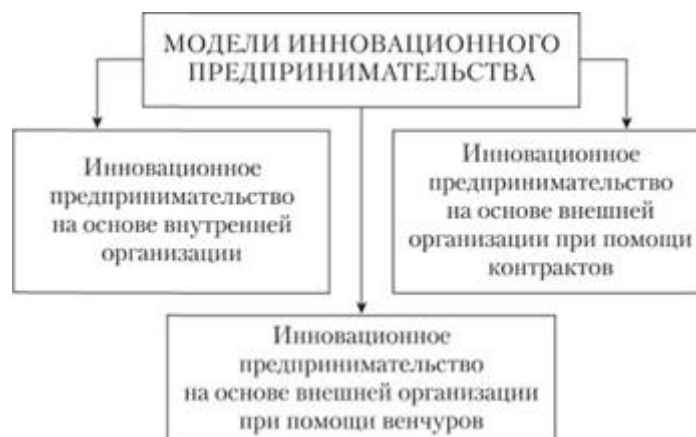 МОДЕЛИ ИННОВАЦИОННОГО
ПРЕДПРИНИМАТЕЛЬСТВА
Инновационное
предпринимательство
на основе внутренней
организации
Инновационное
предпринимательство
на основе внешней
организации при помощи
контрактов
Инновационное
предпринимательство
на основе внешней организации
при помощи венчуров